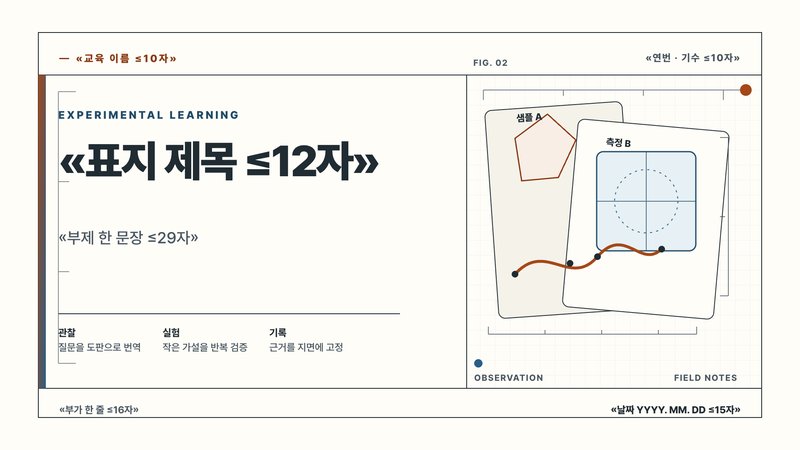 — «교육 이름 ≤10자»
FIG. 02
«연번 · 기수 ≤10자»
EXPERIMENTAL LEARNING
«표지 제목 ≤12자»
«부제 한 문장 ≤29자»
관찰
질문을 도판으로 번역
실험
작은 가설을 반복 검증
기록
근거를 지면에 고정
샘플 A
측정 B
OBSERVATION
FIELD NOTES
«부가 한 줄 ≤16자»
«날짜 YYYY. MM. DD ≤15자»